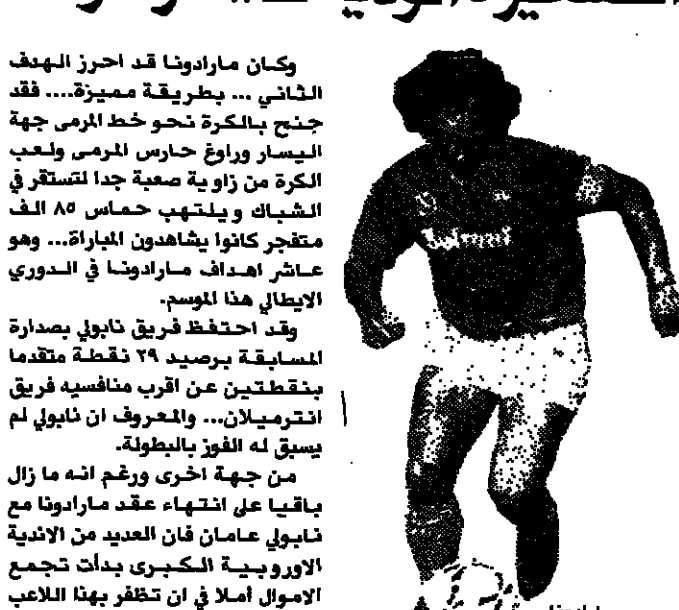 وكان مارادونا قد احرز الهدف
الثاني ... بطريقة مميزة.... فقد
جنح بالكرة نحو خط المرمى جهة
اليسار وراوغ حارس المرمى ولعب
الكرة من زاوية صعبة جدا لتستقر في
الشباك ويلتهب حماس ٨٥ الف
متفجر كانوا يشاهدون المباراة... وهو
عاشر اهداف مارادونا في الدوري
الايطالي هذا الموسم.
وقد احتفظ فريق نابولي بصدارة
المسابقة برصيد ٢٩ نقطة متقدما
بنقطتين عن اقرب منافسيه فريق
انترميلان... والمعروف ان نابولي لم
يسبق له الفوز بالبطولة.
من جهة اخرى ورغم انه ما زال
باقيا على انتهاء عقد مارادونا مع
نابولي عامان فان العديد من الاندية
الاوروبية الكبرى بدأت تجمع
الاموال أملا في ان تظفر بهذا اللاعب